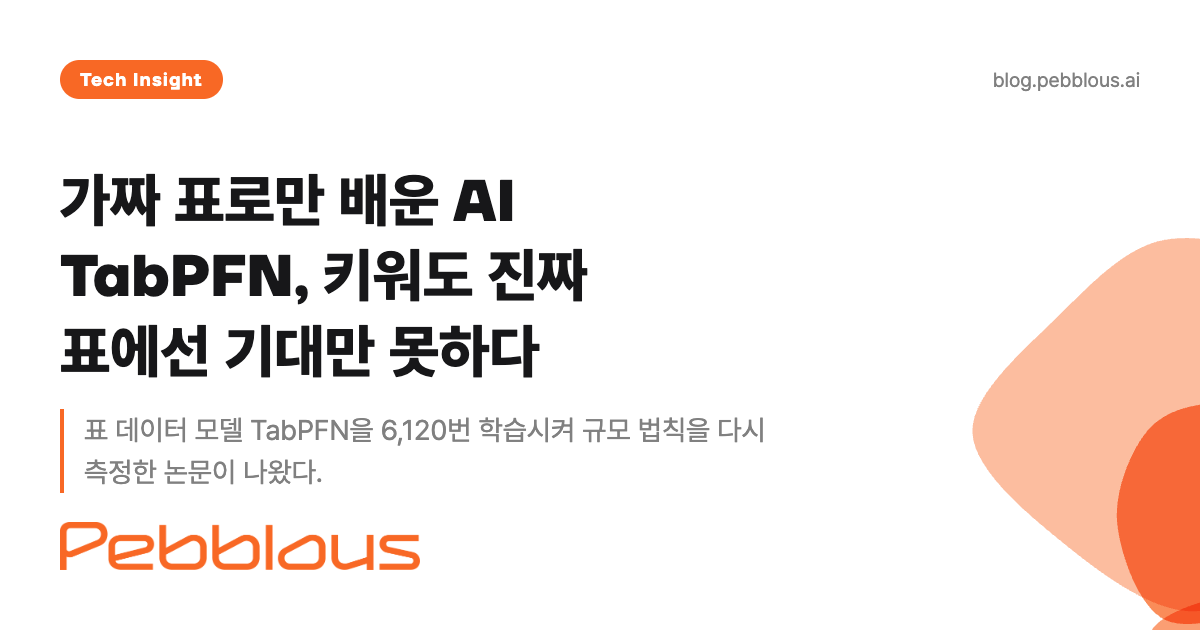 Tech Insight
blog.pebblous.ai
가짜 표로만 배운 AI
TabPFN, 키워도 진짜
표에선 기대만 못하다
표 데이터 모델 TabPFN을 6,120번 학습시켜 규모 법칙을 다시
측정한 논문이 나왔다.
Pebblous